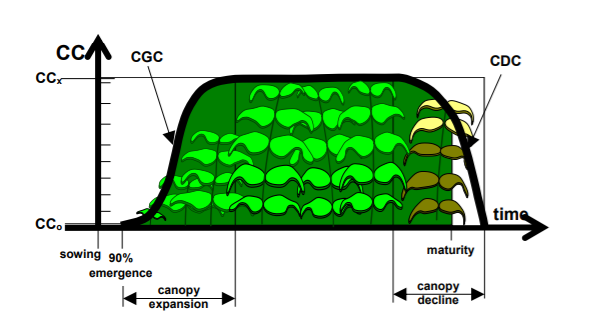 CC
CGC
CDC
CCx
CCo
time
sowing
90%
emergence
maturity
canopy
expansion
canopy
decline